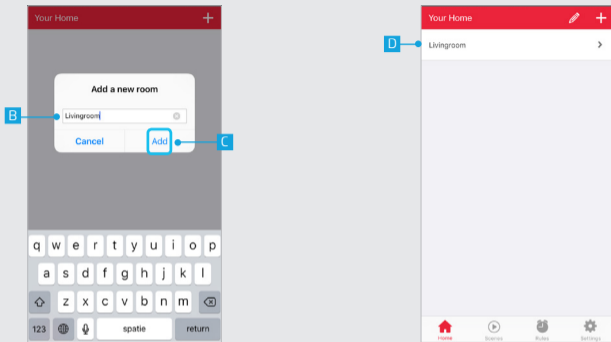 Your Home
Add a new room
B
Livingroom
Cancel
Add
C
q w e r t y u i o p
a s d f g h j k l
z x c v b n m
123
spatie
return
Your Home
D
Livingroom
Home
Scenes
Rules
Settings